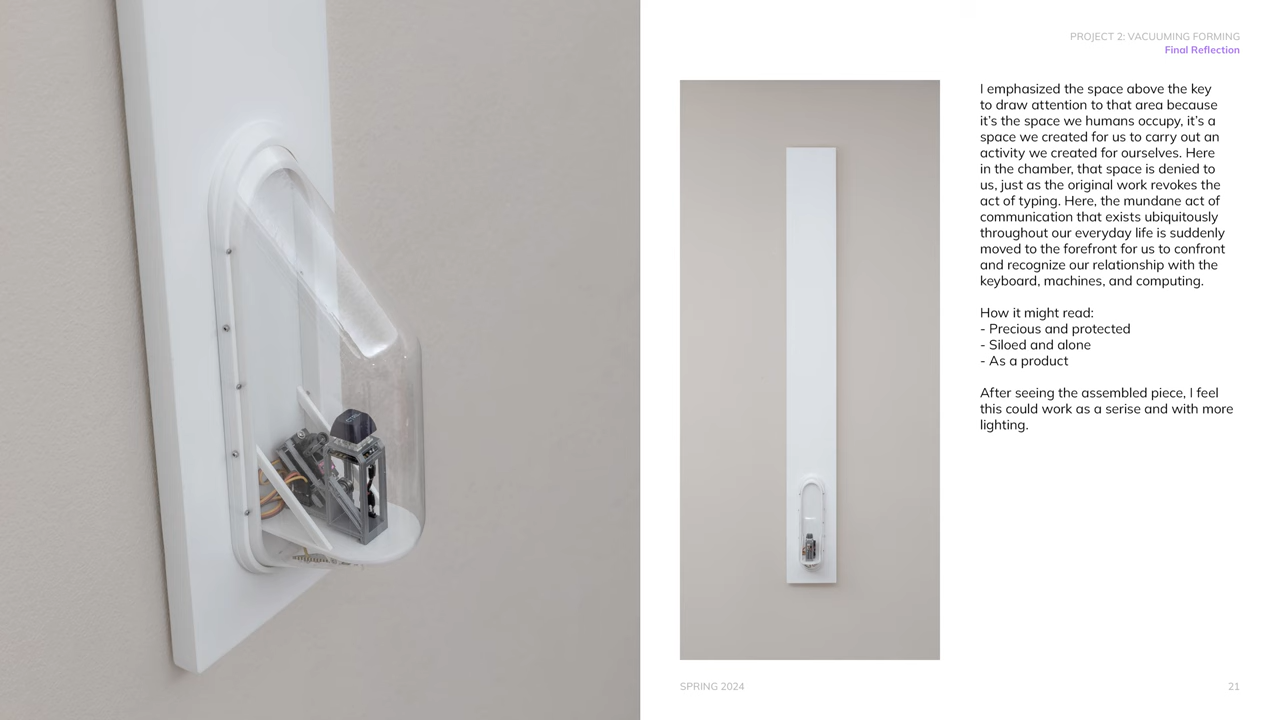 PROJECT 2: VACUUMING FORMING
Final Reflection
I emphasized the space above the key
to draw attention to that area because
it's the space we humans occupy, it's a
space we created for us to carry out an
activity we created for ourselves. Here
in the chamber, that space is denied to
us, just as the original work revokes the
act of typing. Here, the mundane act of
communication that exists ubiquitously
throughout our everyday life is suddenly
moved to the forefront for us to confront
and recognize our relationship with the
keyboard, machines, and computing.
How it might read:
- Precious and protected
- Siloed and alone
- As a product
After seeing the assembled piece, I feel
this could work as a serise and with more
lighting.
SPRING 2024
21